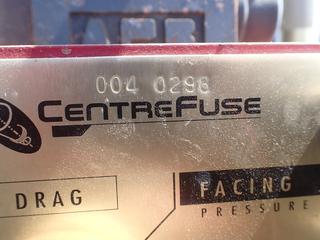 004 0296
CENTREFUSE
DRAG
FACING
PRESSURE